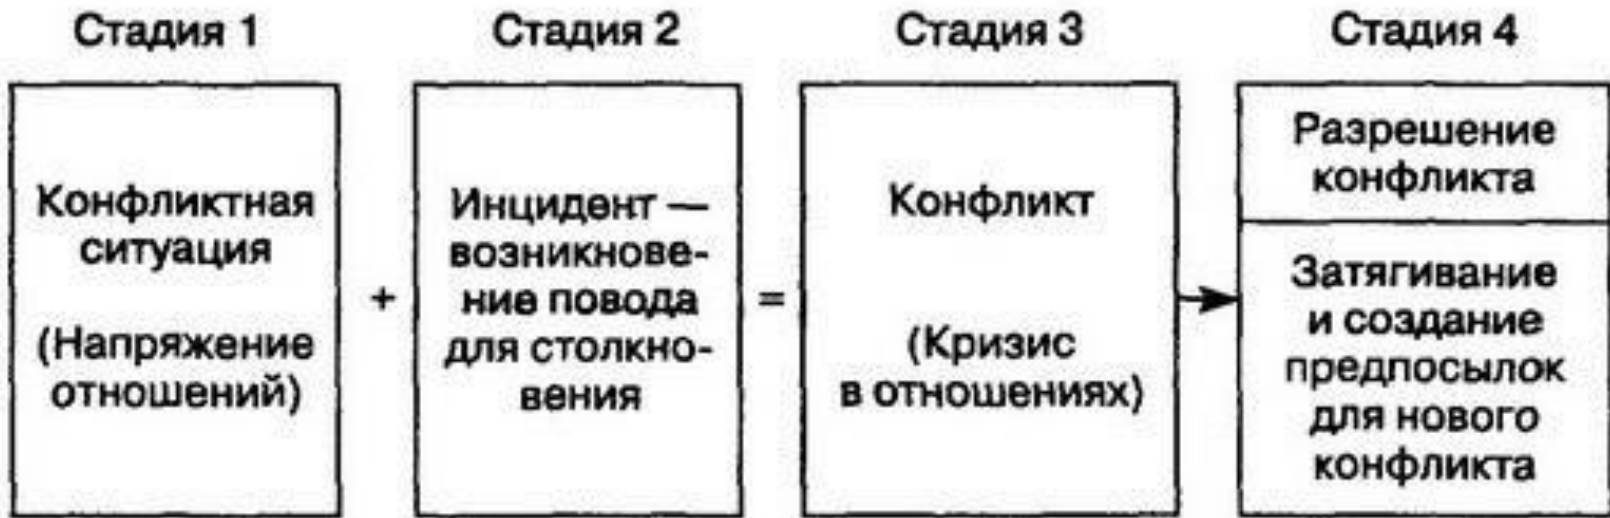 Стадия 1
Конфликтная
ситуация
(Напряжение
отношений)
+
Стадия 2
Инцидент —
возникнове-
ние повода
для столкно-
вения
=
Стадия 3
Конфликт
(Кризис
в отношениях)
Стадия 4
Разрешение
конфликта
Затягивание
и создание
предпосылок
для нового
конфликта